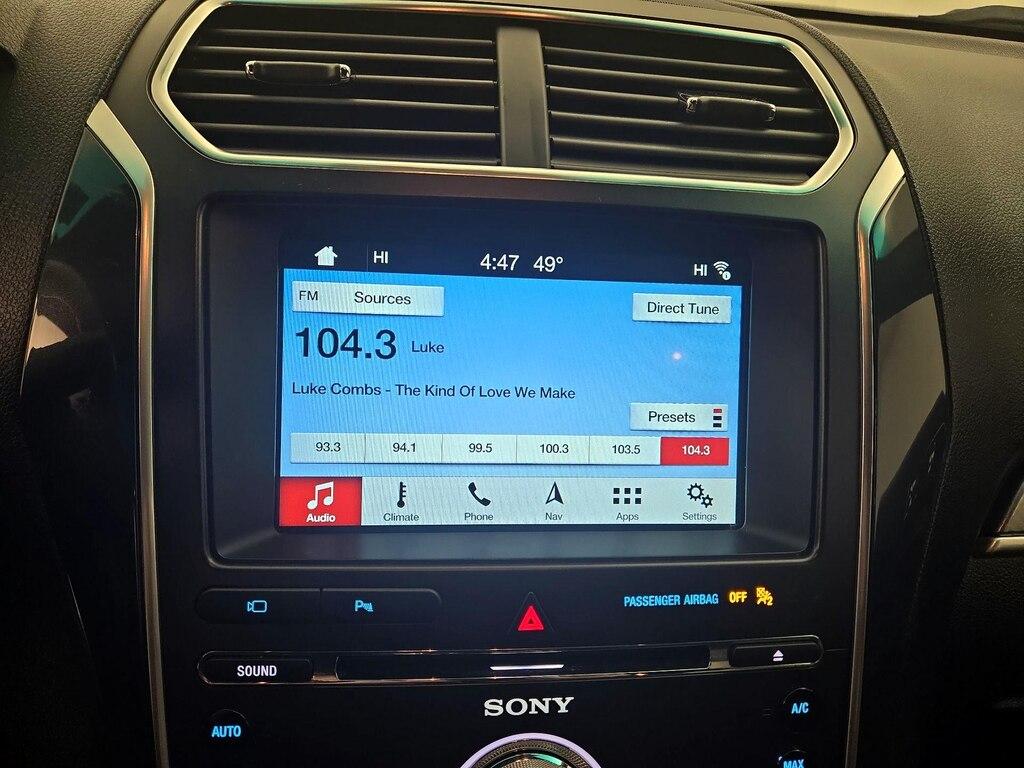 HI 4:47 49° HI
FM Sources
Direct Tune
104.3 Luke
Luke Combs - The Kind Of Love We Make
Presets
93.3 94.1 99.5 100.3 103.5 104.3
Audio Climate Phone Nav Apps Settings
P
PASSENGER AIRBAG OFF 2
SOUND
SONY
AUTO
A/C
MAX